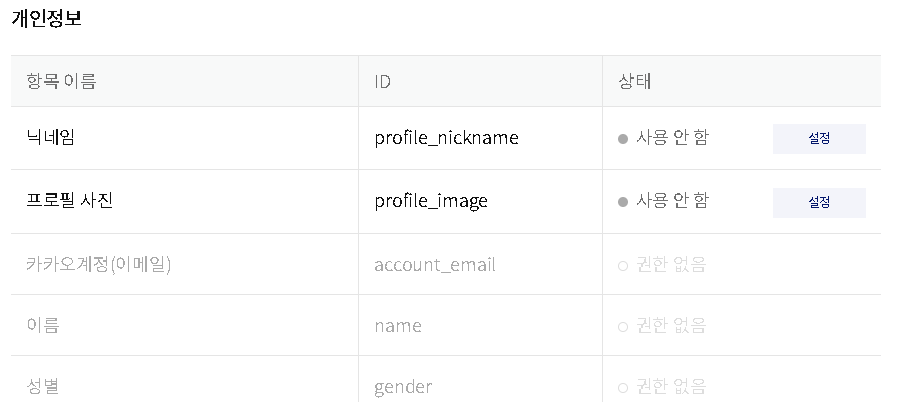 개인정보
항목 이름 ID 상태
닉네임 profile_nickname 사용 안 함 설정
프로필 사진 profile_image 사용 안 함 설정
카카오계정(이메일) account_email 권한 없음
이름 name 권한 없음
성별 gender 권한 없음